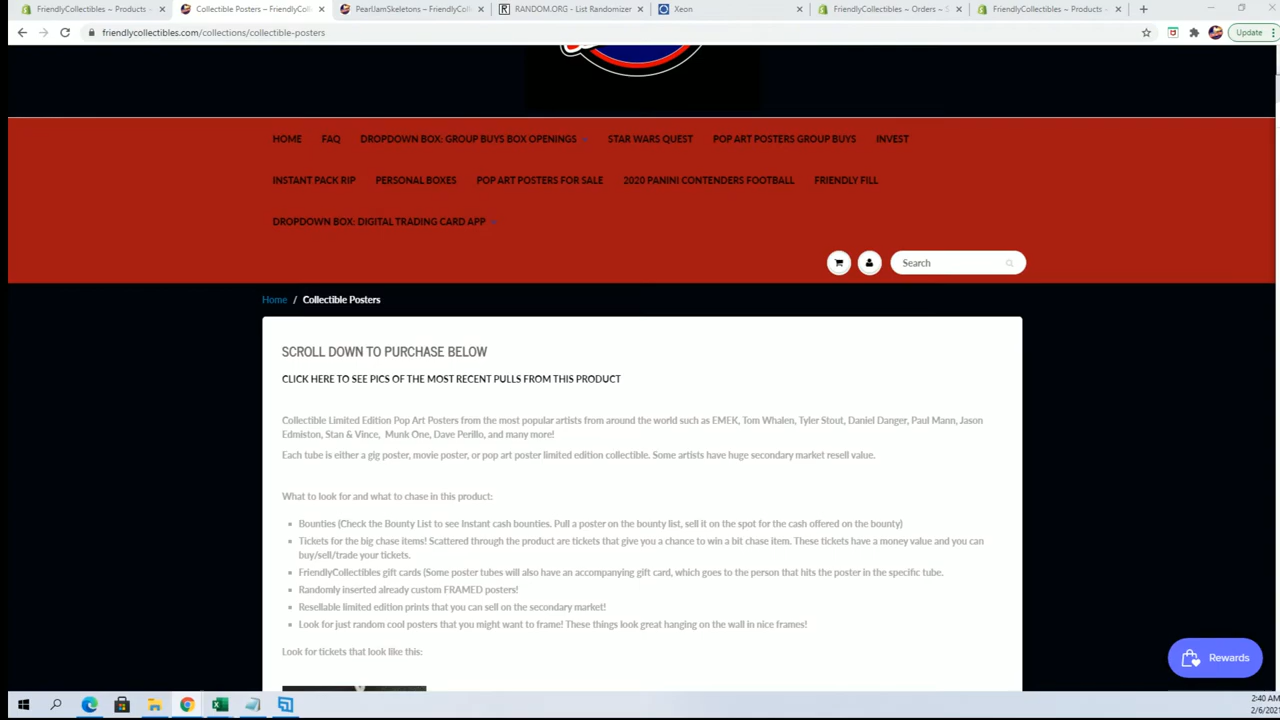 FriendlyCollectibles ~ Products ~
Collectible Posters – FriendlyCo
PearlJamSkeletons – FriendlyCol
RANDOM.ORG - List Randomizer
Xeon
FriendlyCollectibles ~ Orders ~ S
FriendlyCollectibles ~ Products ~
friendlycollectibles.com/collections/collectible-posters
Update
HOME FAQ DROPDOWN BOX: GROUP BUYS BOX OPENINGS STAR WARS QUEST POP ART POSTERS GROUP BUYS INVEST
INSTANT PACK RIP PERSONAL BOXES POP ART POSTERS FOR SALE 2020 PANINI CONTENDERS FOOTBALL FRIENDLY FILL
DROPDOWN BOX: DIGITAL TRADING CARD APP
Search
Home / Collectible Posters
SCROLL DOWN TO PURCHASE BELOW
CLICK HERE TO SEE PICS OF THE MOST RECENT PULLS FROM THIS PRODUCT
Collectible Limited Edition Pop Art Posters from the most popular artists from around the world such as EMEK, Tom Whalen, Tyler Stout, Daniel Danger, Paul Mann, Jason
Edmiston, Stan & Vince, Munk One, Dave Perillo, and many more!
Each tube is either a gig poster, movie poster, or pop art poster limited edition collectible. Some artists have huge secondary market resell value.
What to look for and what to chase in this product:
Bounties (Check the Bounty List to see Instant cash bounties. Pull a poster on the bounty list, sell it on the spot for the cash offered on the bounty)
Tickets for the big chase items! Scattered through the product are tickets that give you a chance to win a bit chase item. These tickets have a money value and you can
buy/sell/trade your tickets.
FriendlyCollectibles gift cards (Some poster tubes will also have an accompanying gift card, which goes to the person that hits the poster in the specific tube.
Randomly inserted already custom FRAMED posters!
Resellable limited edition prints that you can sell on the secondary market!
Look for just random cool posters that you might want to frame! These things look great hanging on the wall in nice frames!
Look for tickets that look like this:
Rewards
2:40 AM
2/6/2021